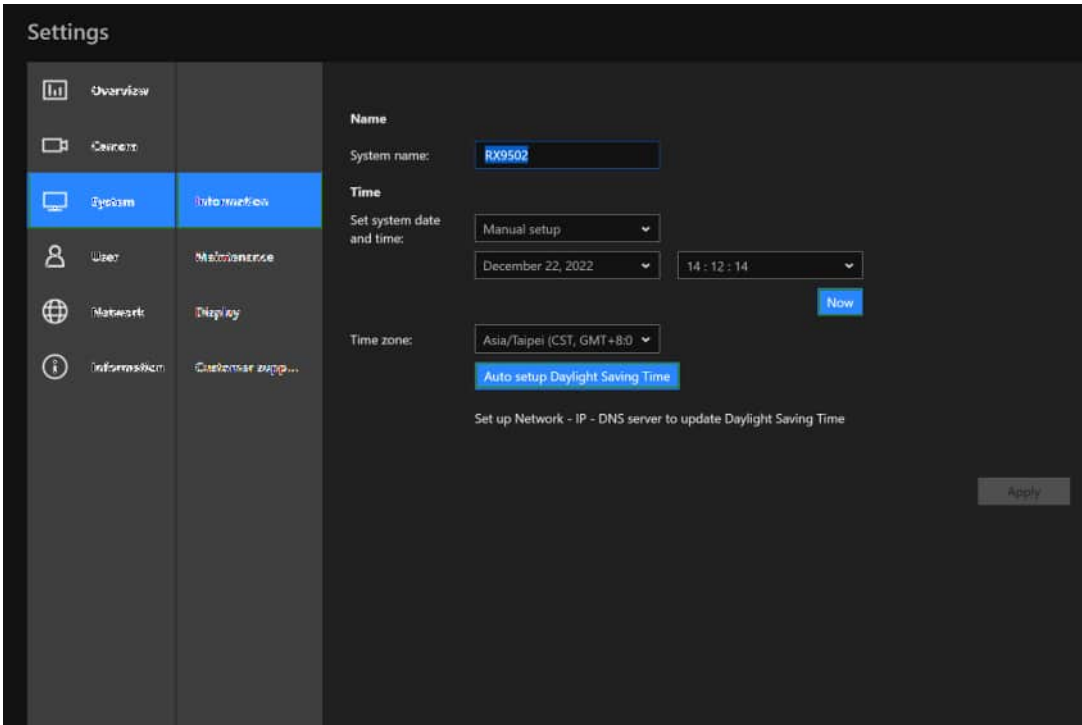 Settings
Overview
Camera
System
User
Network
Information
Information
Maintenance
Display
Customer supp...
Name
System name: RX9502
Time
Set system date
and time:
Manual setup
December 22, 2022 14 : 12 : 14
Now
Time zone: Asia/Taipei (CST, GMT+8:0
Auto setup Daylight Saving Time
Set up Network - IP - DNS server to update Daylight Saving Time
Apply